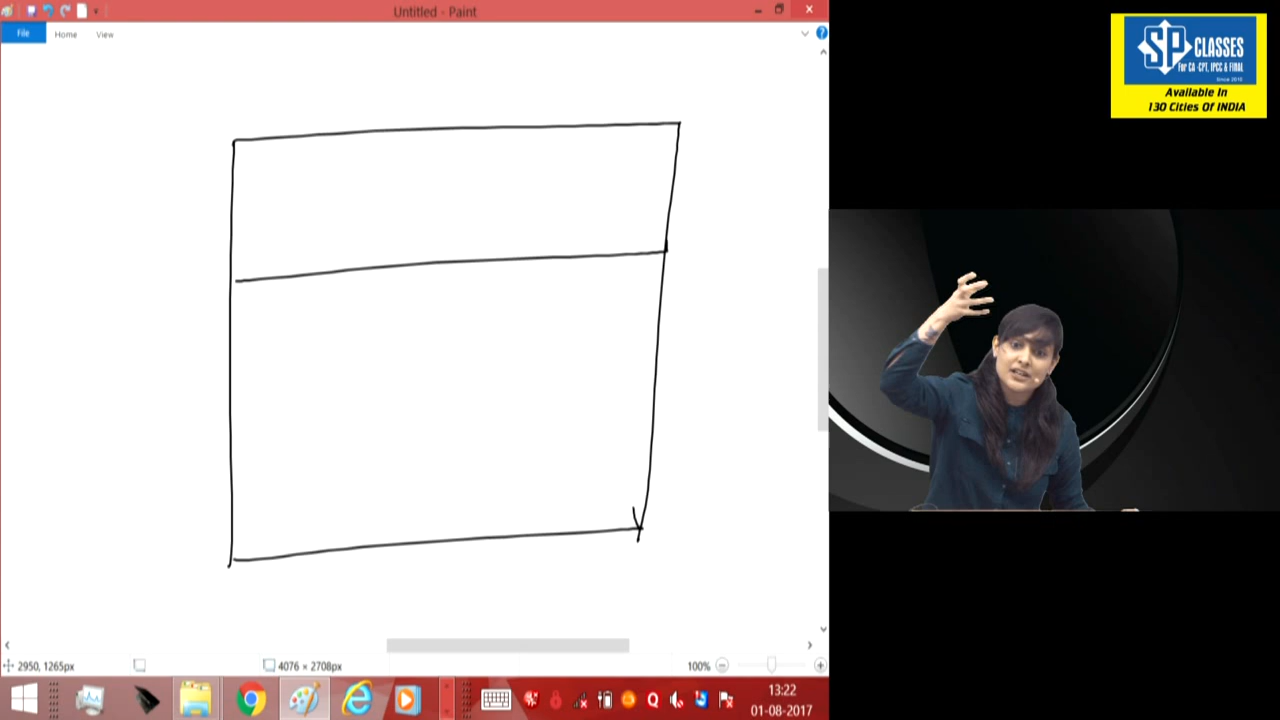 Untitled - Paint
File
Home
View
SP CLASSES
For CA -CPT, IPCC & FINAL
Since 2010
Available In
130 Cities Of INDIA
2950, 1265px
4076 × 2708px
100%
13:22
01-08-2017